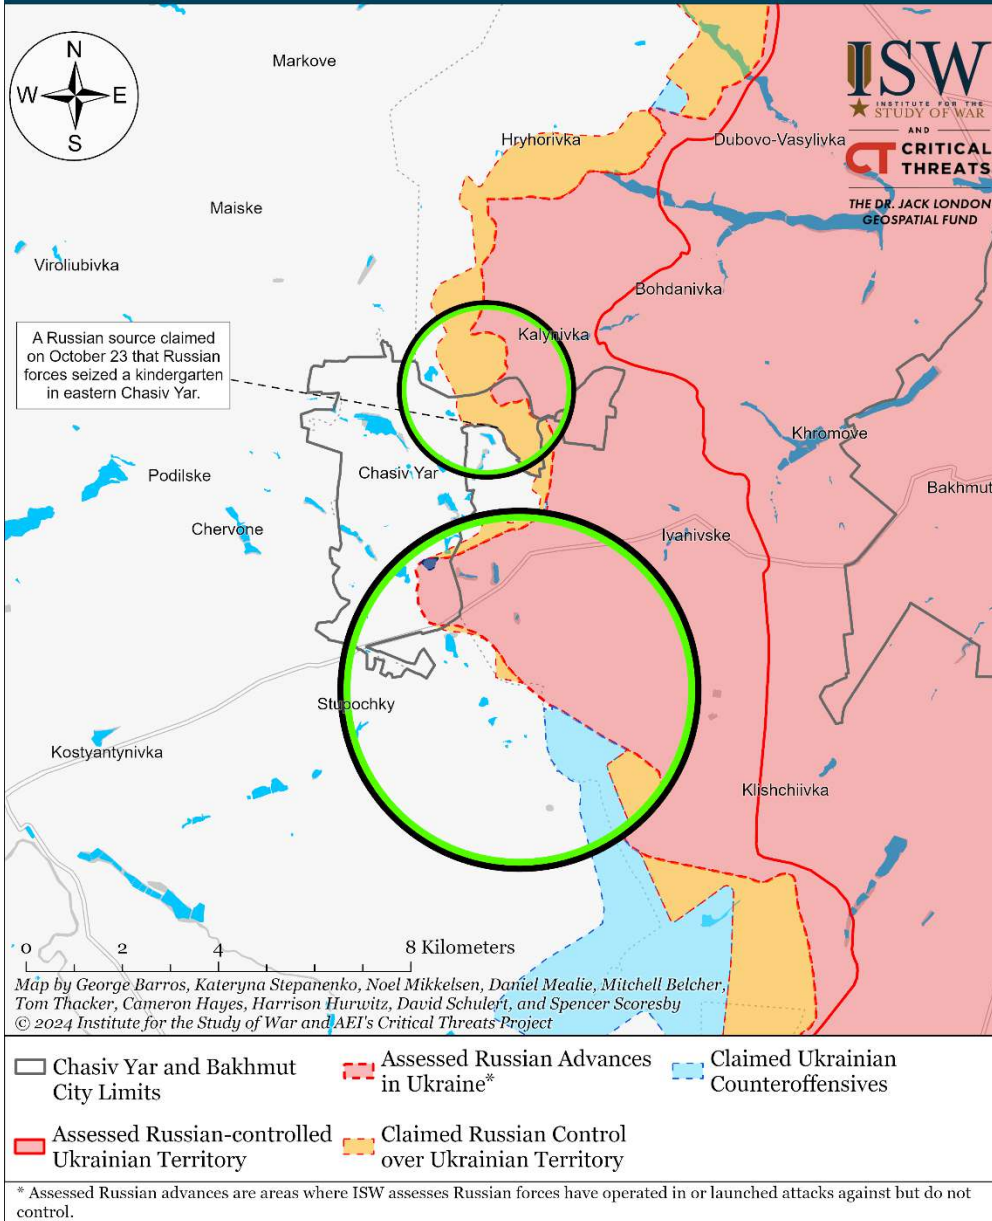 N
W E
S
Markove
ISW
INSTITUTE FOR THE
STUDY OF WAR
AND
CT CRITICAL
THREATS
THE DR. JACK LONDON
GEOSPATIAL FUND
Hryhorivka
Dubovo-Vasylivka
Maiske
Viroliubivka
Bohdanivka
A Russian source claimed
on October 23 that Russian
forces seized a kindergarten
in eastern Chasiv Yar.
Kalynivka
Khromove
Podilske
Chasiv Yar
Bakhmut
Chervone
Ivanivske
Stupochky
Kostyantynivka
Klishchiivka
0 2 4 8 Kilometers
Map by George Barros, Kateryna Stepanenko, Noel Mikkelsen, Daniel Mealie, Mitchell Belcher,
Tom Thacker, Cameron Hayes, Harrison Hurwitz, David Schulert, and Spencer Scoresby
© 2024 Institute for the Study of War and AEI's Critical Threats Project
Chasiv Yar and Bakhmut
City Limits
Assessed Russian Advances
in Ukraine*
Claimed Ukrainian
Counteroffensives
Assessed Russian-controlled
Ukrainian Territory
Claimed Russian Control
over Ukrainian Territory
* Assessed Russian advances are areas where ISW assesses Russian forces have operated in or launched attacks against but do not
control.